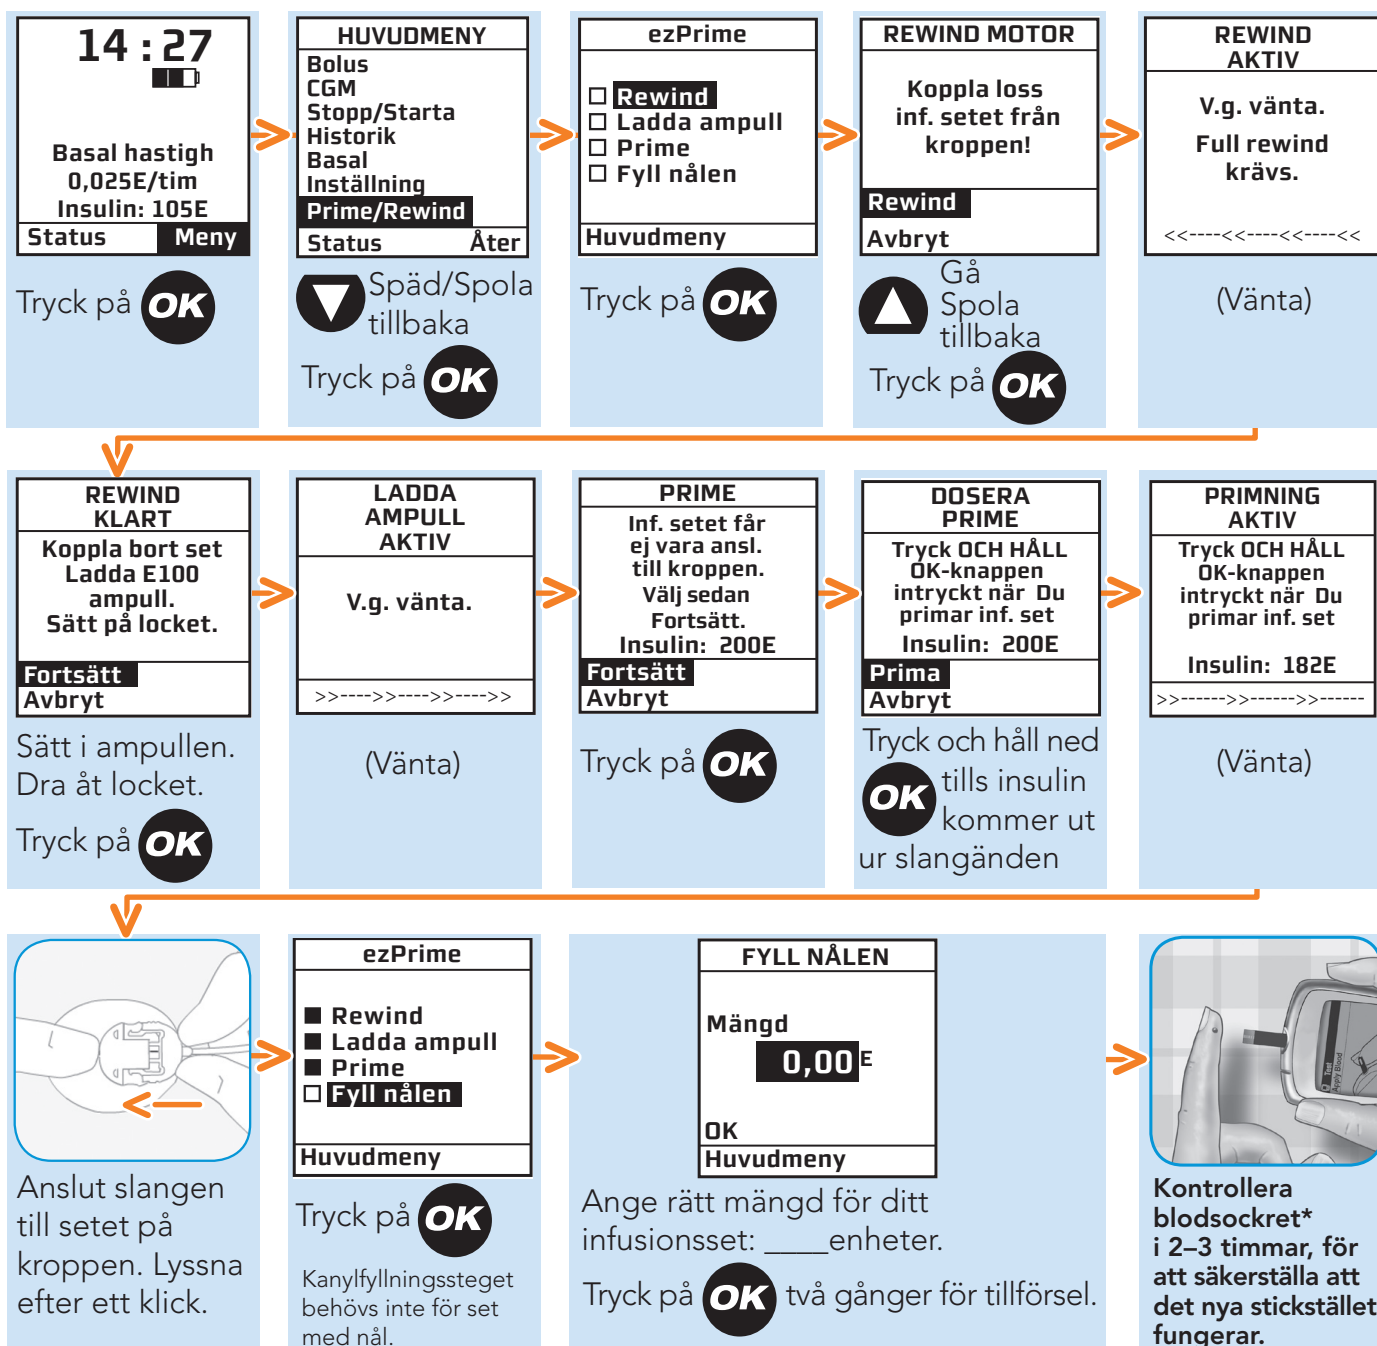 14 : 27
Basal hastigh
0,025E/tim
Insulin: 105E
Status Meny
Tryck på OK
HUVUDMENY
Bolus
CGM
Stopp/Starta
Historik
Basal
Inställning
Prime/Rewind
Status Åter
Späd/Spola
tillbaka
Tryck på OK
ezPrime
Rewind
Ladda ampull
Prime
Fyll nålen
Huvudmeny
Tryck på OK
REWIND MOTOR
Koppla loss
inf. setet från
kroppen!
Rewind
Avbryt
Gå
Spola
tillbaka
Tryck på OK
REWIND
AKTIV
V.g. vänta.
Full rewind
krävs.
<<----<<----<<----<<
(Vänta)
REWIND
KLART
Koppla bort set
Ladda E100
ampull.
Sätt på locket.
Fortsätt
Avbryt
Sätt i ampullen.
Dra åt locket.
Tryck på OK
LADDA
AMPULL
AKTIV
V.g. vänta.
>>---->>---->>---->>
(Vänta)
PRIME
Inf. setet får
ej vara ansl.
till kroppen.
Välj sedan
Fortsätt.
Insulin: 200E
Fortsätt
Avbryt
Tryck på OK
DOSERA
PRIME
Tryck OCH HÅLL
OK-knappen
intryckt när Du
primar inf. set
Insulin: 200E
Prima
Avbryt
Tryck och håll ned
OK tills insulin
kommer ut
ur slangänden
PRIMNING
AKTIV
Tryck OCH HÅLL
OK-knappen
intryckt när Du
primar inf. set
Insulin: 182E
>>------>>------>>------
(Vänta)
Anslut slangen
till setet på
kroppen. Lyssna
efter ett klick.
ezPrime
Rewind
Ladda ampull
Prime
Fyll nålen
Huvudmeny
Tryck på OK
Kanylfyllningssteget
behövs inte för set
med nål.
FYLL NÅLEN
Mängd
0,00 E
OK
Huvudmeny
Ange rätt mängd för ditt
infusionsset: ____enheter.
Tryck på OK två gånger för tillförsel.
Test
Apply Blood
Kontrollera
blodsockret*
i 2–3 timmar, för
att säkerställa att
det nya stickstället
fungerar.